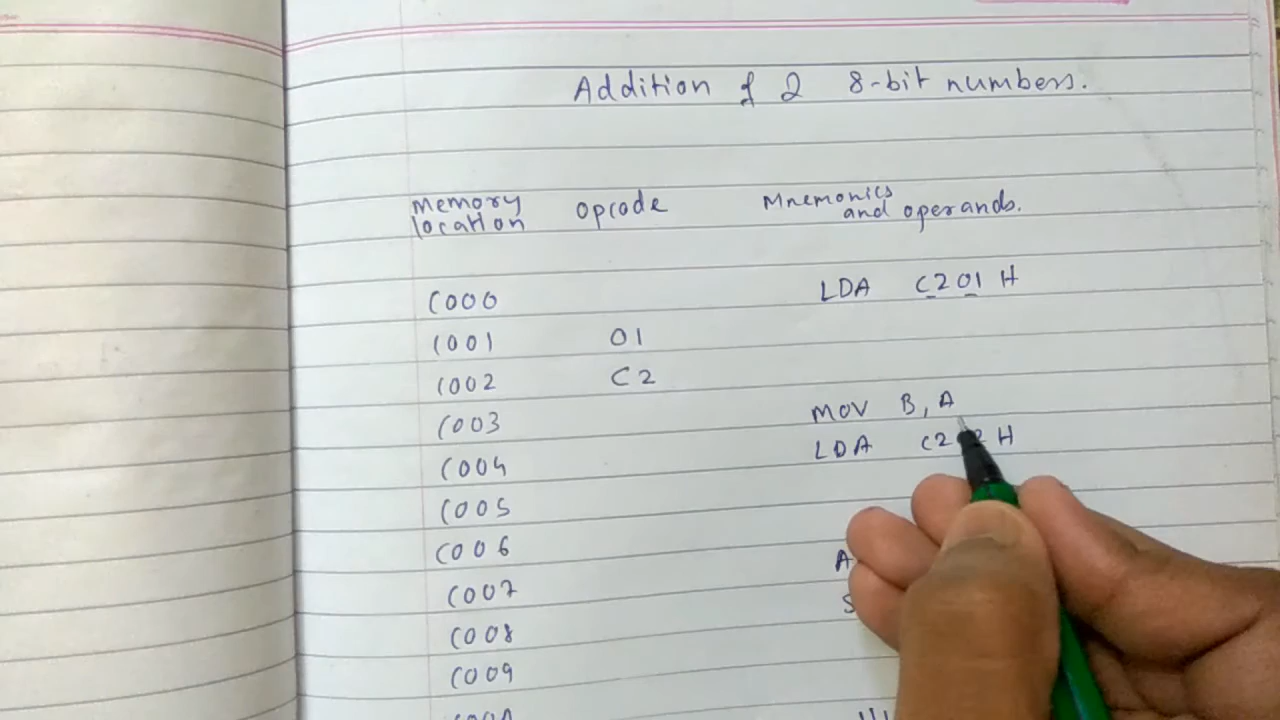 Addition of 2 8-bit numbers.
Memory location Opcode Mnemonics and operands.
C000 LDA C201 H
C001 01
C002 C2
C003 MOV B, A
C004 LDA H
C005
C006
C007 A
C008 S
C009
C00A